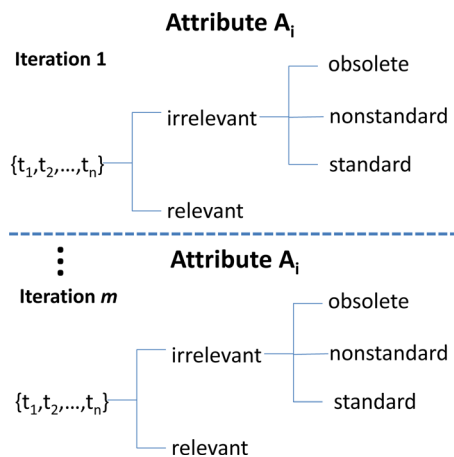 Attribute Aᵢ
Iteration 1
obsolete
irrelevant
nonstandard
{t₁,t₂,...,tₙ}
standard
relevant
Attribute Aᵢ
Iteration m
obsolete
irrelevant
nonstandard
{t₁,t₂,...,tₙ}
standard
relevant